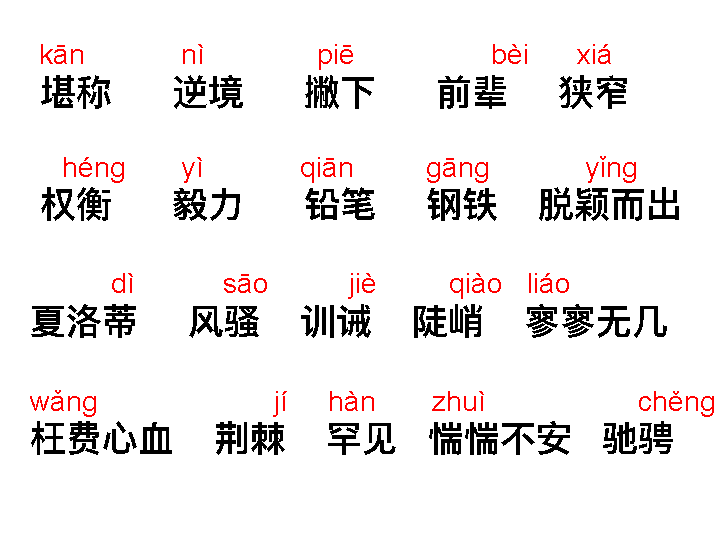 kān nì piē bèi xiá
堪称 逆境 撇下 前辈 狭窄
héng yì qiān gāng yǐng
权衡 毅力 铅笔 钢铁 脱颖而出
dì sāo jiè qiào liáo
夏洛蒂 风骚 训诫 陡峭 寥寥无几
wǎng jí hàn zhuì chěng
枉费心血 荆棘 罕见 惴惴不安 驰骋